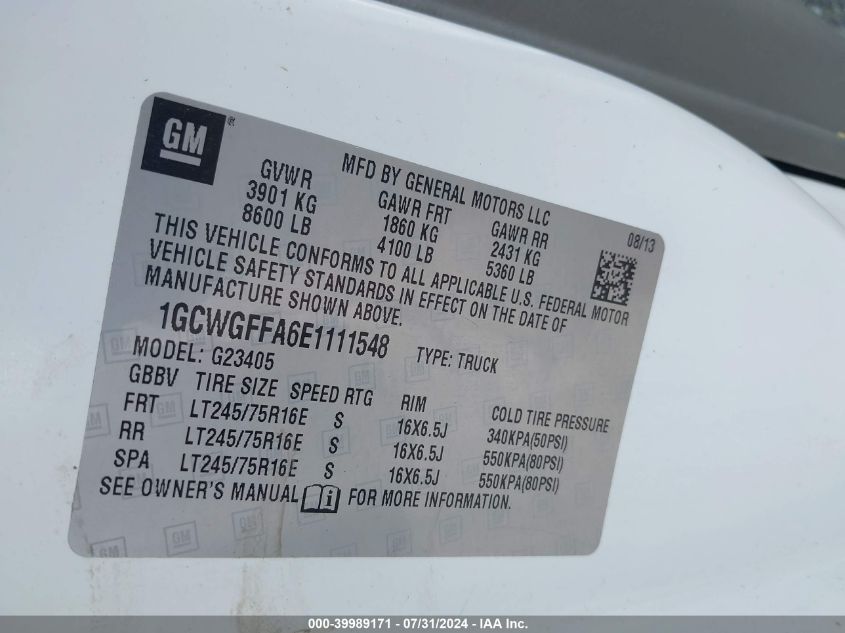 GM ®
MFD BY GENERAL MOTORS LLC
08/13
GVWR GAWR FRT GAWR RR
3901 KG 1860 KG 2431 KG
8600 LB 4100 LB 5360 LB
THIS VEHICLE CONFORMS TO ALL APPLICABLE U.S. FEDERAL MOTOR
VEHICLE SAFETY STANDARDS IN EFFECT ON THE DATE OF
MANUFACTURE SHOWN ABOVE.
1GCWGFFA6E1111548 TYPE: TRUCK
MODEL: G23405
GBBV TIRE SIZE SPEED RTG RIM COLD TIRE PRESSURE
FRT LT245/75R16E S 16X6.5J 340KPA(50PSI)
RR LT245/75R16E S 16X6.5J 550KPA(80PSI)
SPA LT245/75R16E S 16X6.5J 550KPA(80PSI)
SEE OWNER'S MANUAL i FOR MORE INFORMATION.
000-39989171 - 07/31/2024 - IAA Inc.